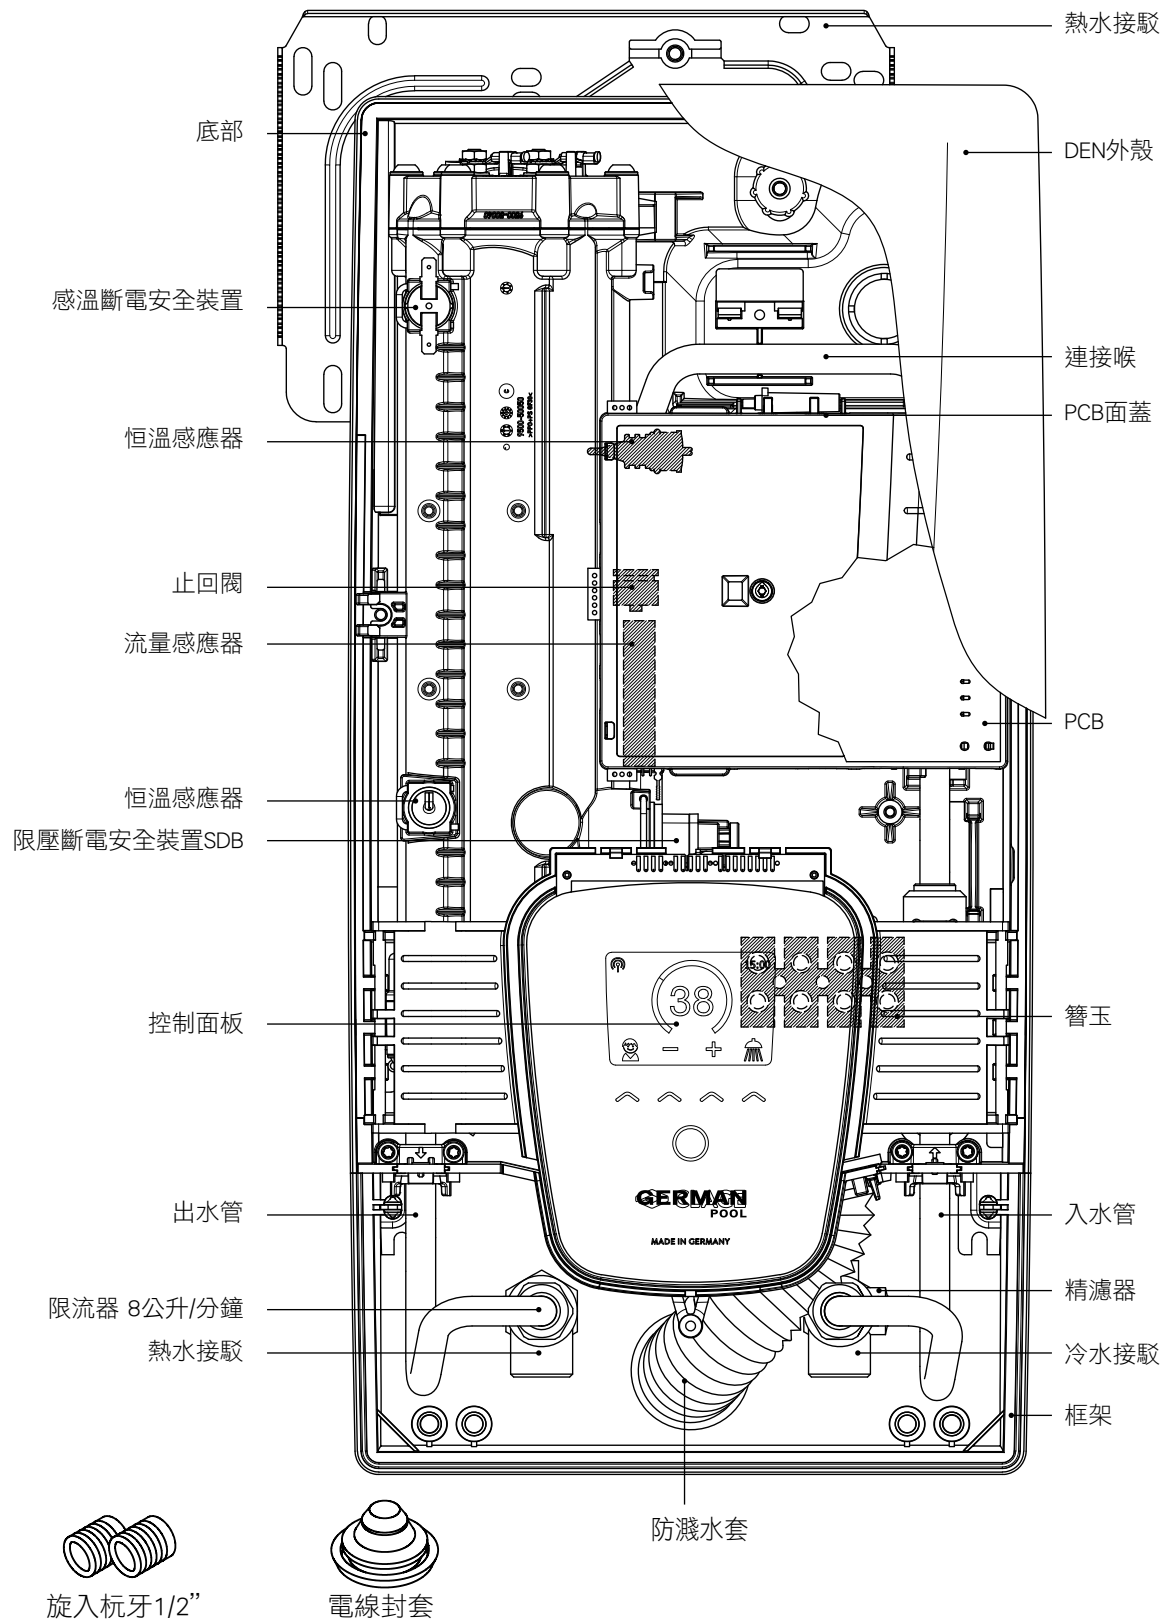 熱水接駁
底部
DEN外殼
感溫斷電安全裝置
連接喉
PCB面蓋
恒溫感應器
止回閥
流量感應器
PCB
恒溫感應器
限壓斷電安全裝置SDB
15:00
38
控制面板
簪玉
GERMAN
POOL
MADE IN GERMANY
出水管
入水管
限流器 8公升/分鐘
精濾器
熱水接駁
冷水接駁
框架
防濺水套
旋入杬牙1/2”
電線封套